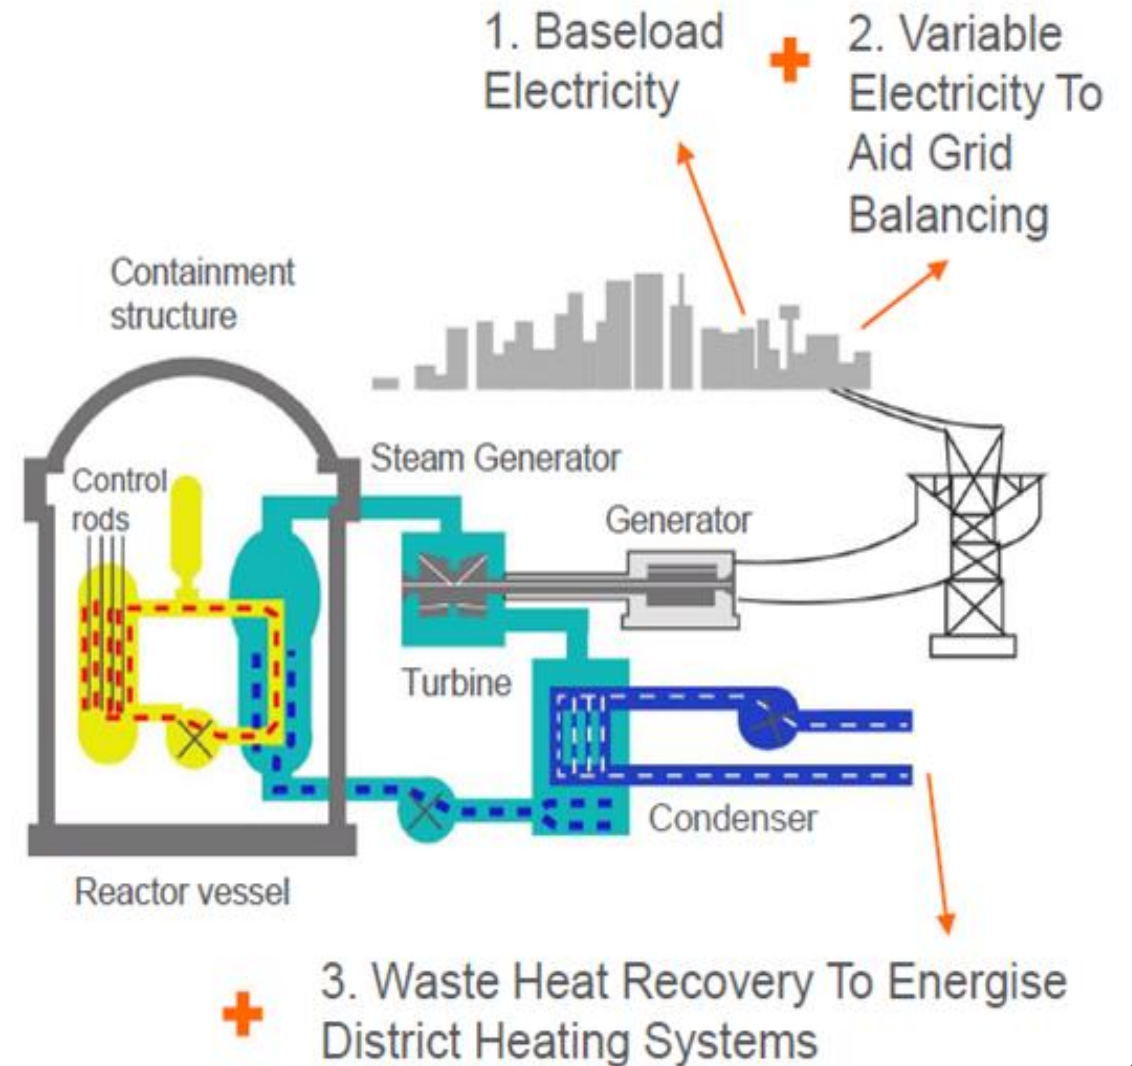 1. Baseload
Electricity
2. Variable
Electricity To
Aid Grid
Balancing
Containment
structure
Steam Generator
Control
rods
Generator
Turbine
Condenser
Reactor vessel
3. Waste Heat Recovery To Energise
District Heating Systems